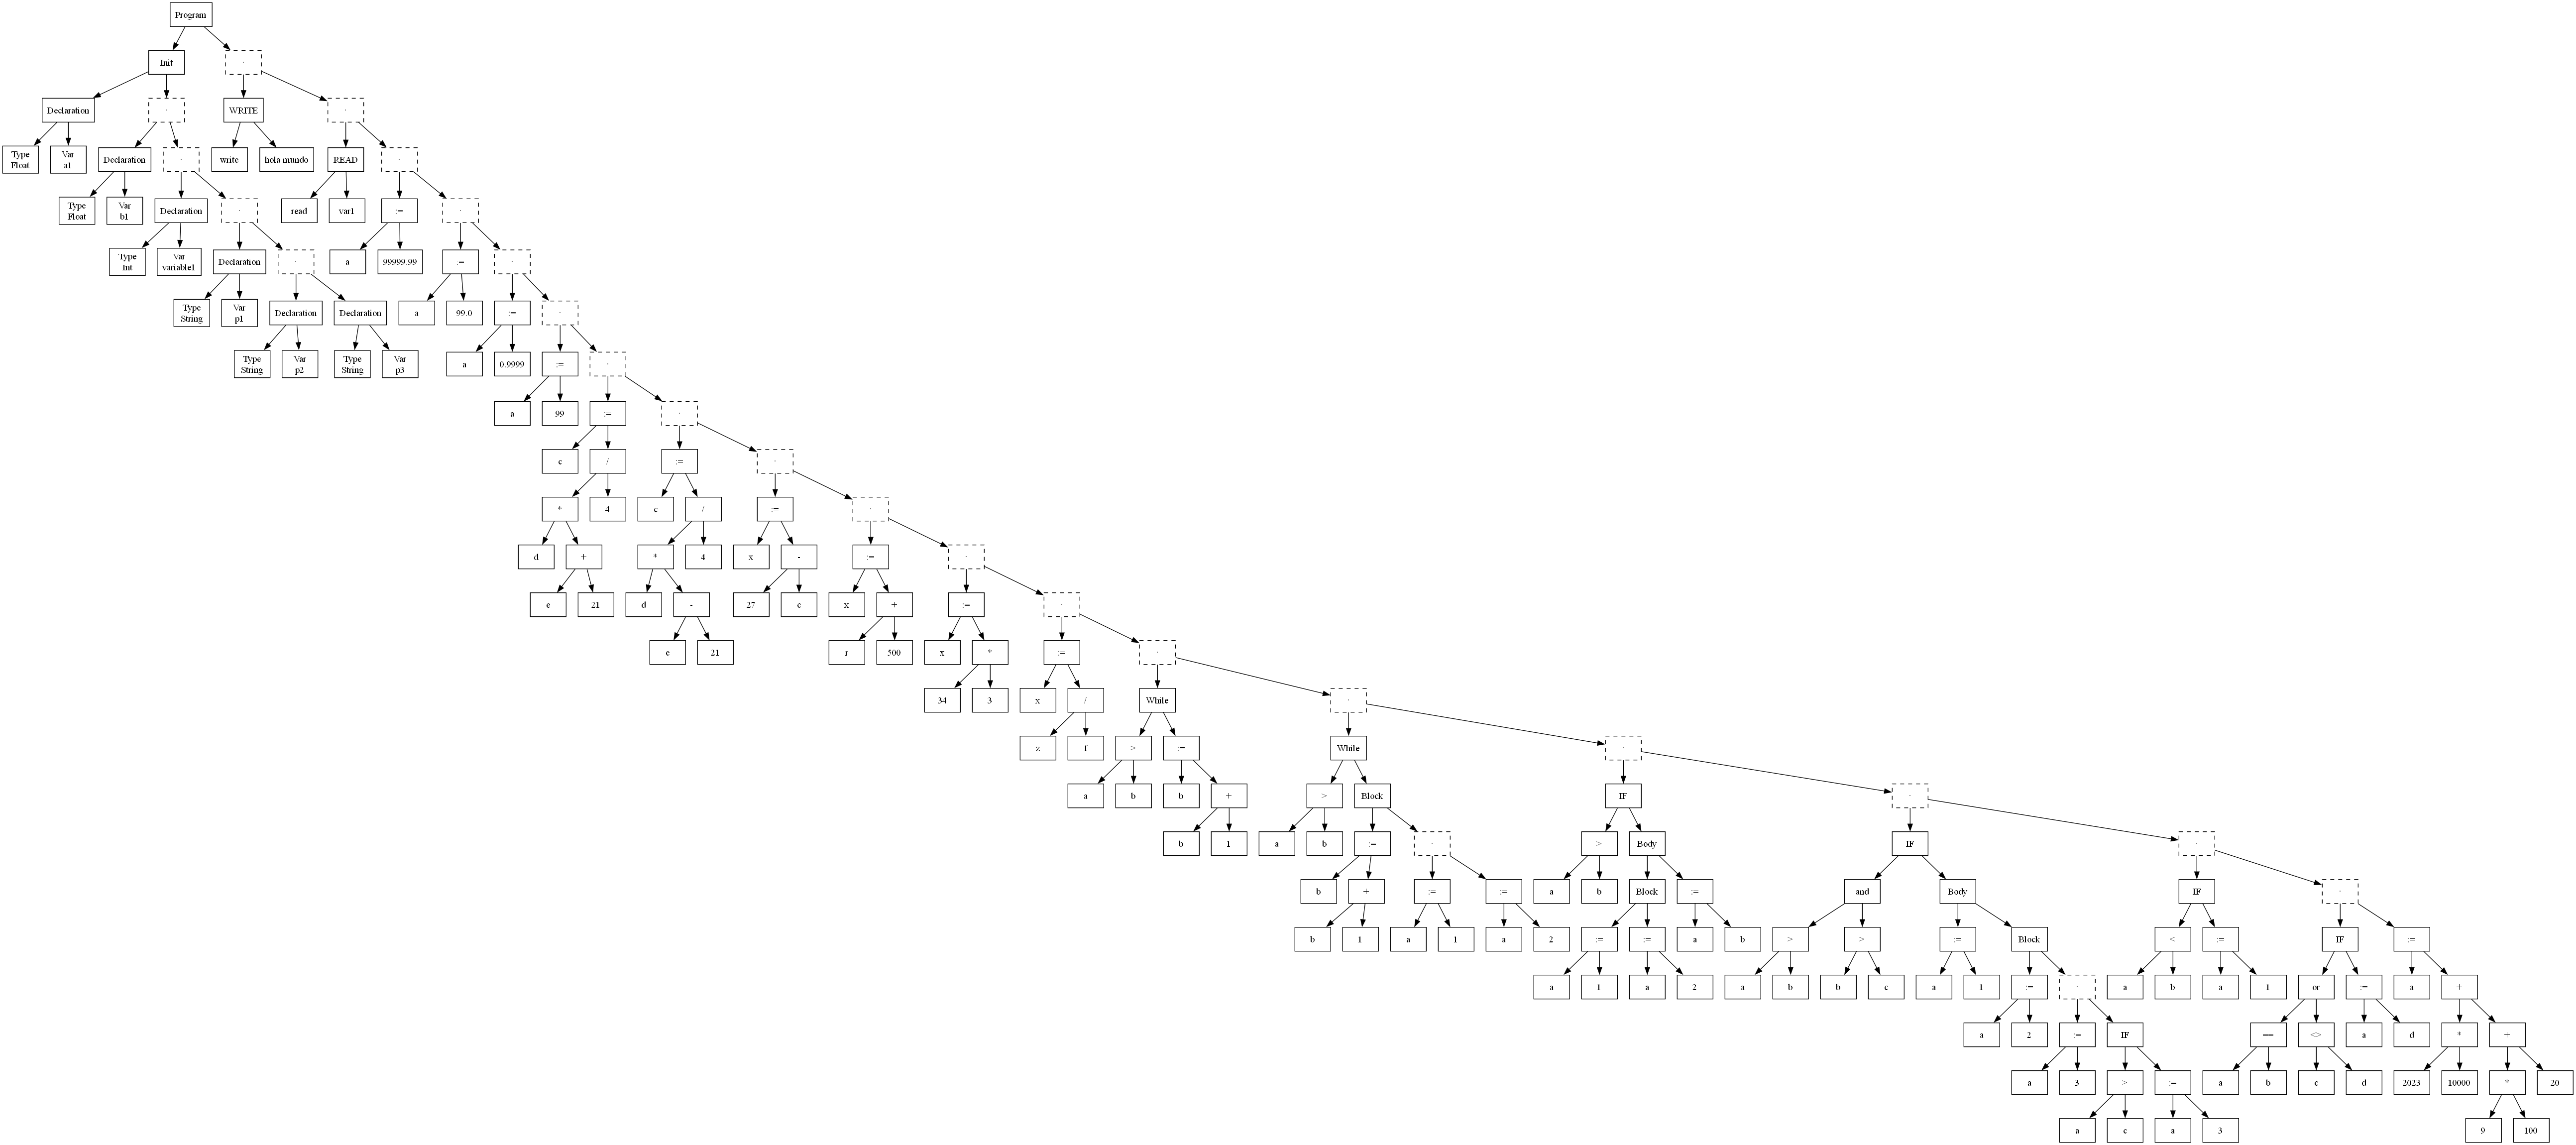 Program
Init
.
Declaration
.
WRITE
.
Type
Float
Var
a1
Declaration
.
write
hola mundo
READ
.
Type
Float
Var
b1
Declaration
.
read
var1
:=
.
Type
Int
Var
variable1
Declaration
.
a
99999.99
:=
.
Type
String
Var
p1
Declaration
Declaration
a
99.0
:=
.
Type
String
Var
p2
Type
String
Var
p3
a
0.9999
:=
.
a
99
:=
.
c
/
:=
.
*
4
c
/
:=
.
d
+
*
4
x
-
:=
.
e
21
d
-
27
c
x
+
:=
.
e
21
r
500
x
*
:=
.
34
3
x
/
While
.
z
f
>
:=
While
.
a
b
b
+
>
Block
IF
.
b
1
a
b
:=
.
>
Body
IF
.
b
+
:=
:=
a
b
Block
:=
and
Body
IF
.
b
1
a
1
a
2
:=
:=
a
b
>
>
:=
Block
<
:=
IF
:=
a
1
a
2
a
b
b
c
a
1
:=
.
a
b
a
1
or
:=
a
+
a
2
:=
IF
==
<>
a
d
*
+
a
3
>
:=
a
b
c
d
2023
10000
*
20
a
c
a
3
9
100